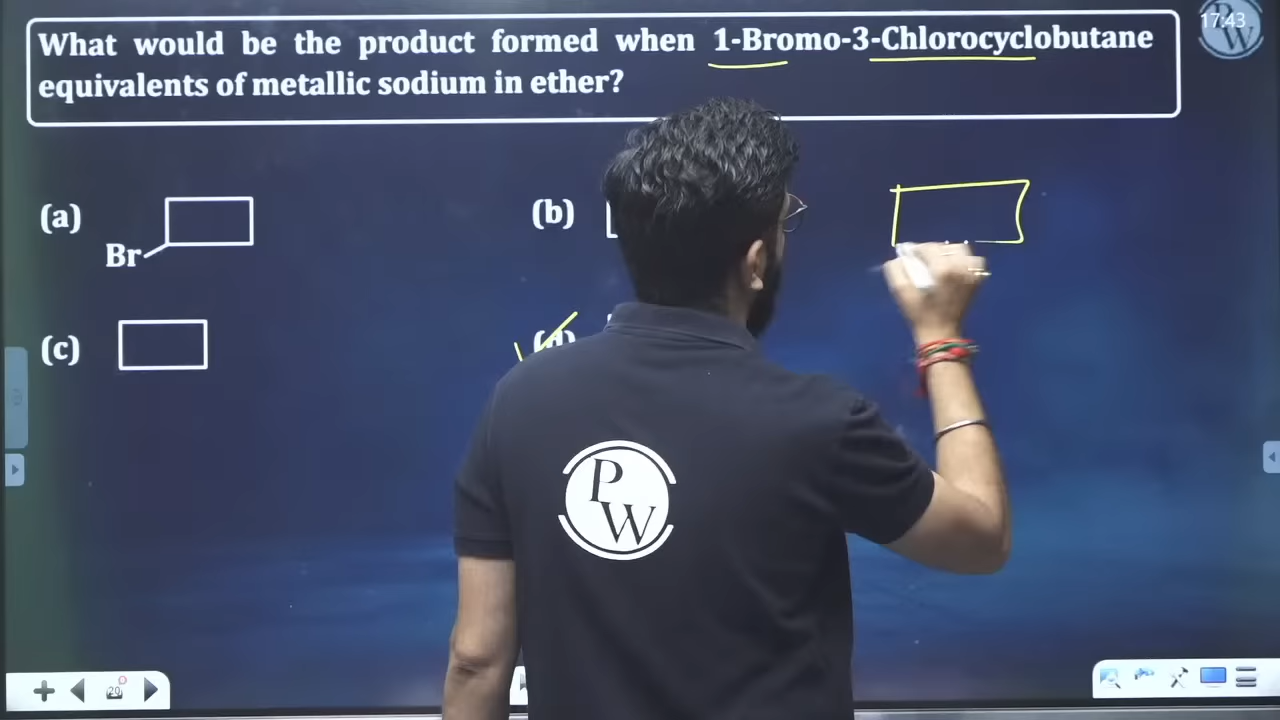 17:43
What would be the product formed when 1-Bromo-3-Chlorocyclobutane
equivalents of metallic sodium in ether?
(a)
(b)
Br
(c)
(d)
P
W
20
P
W